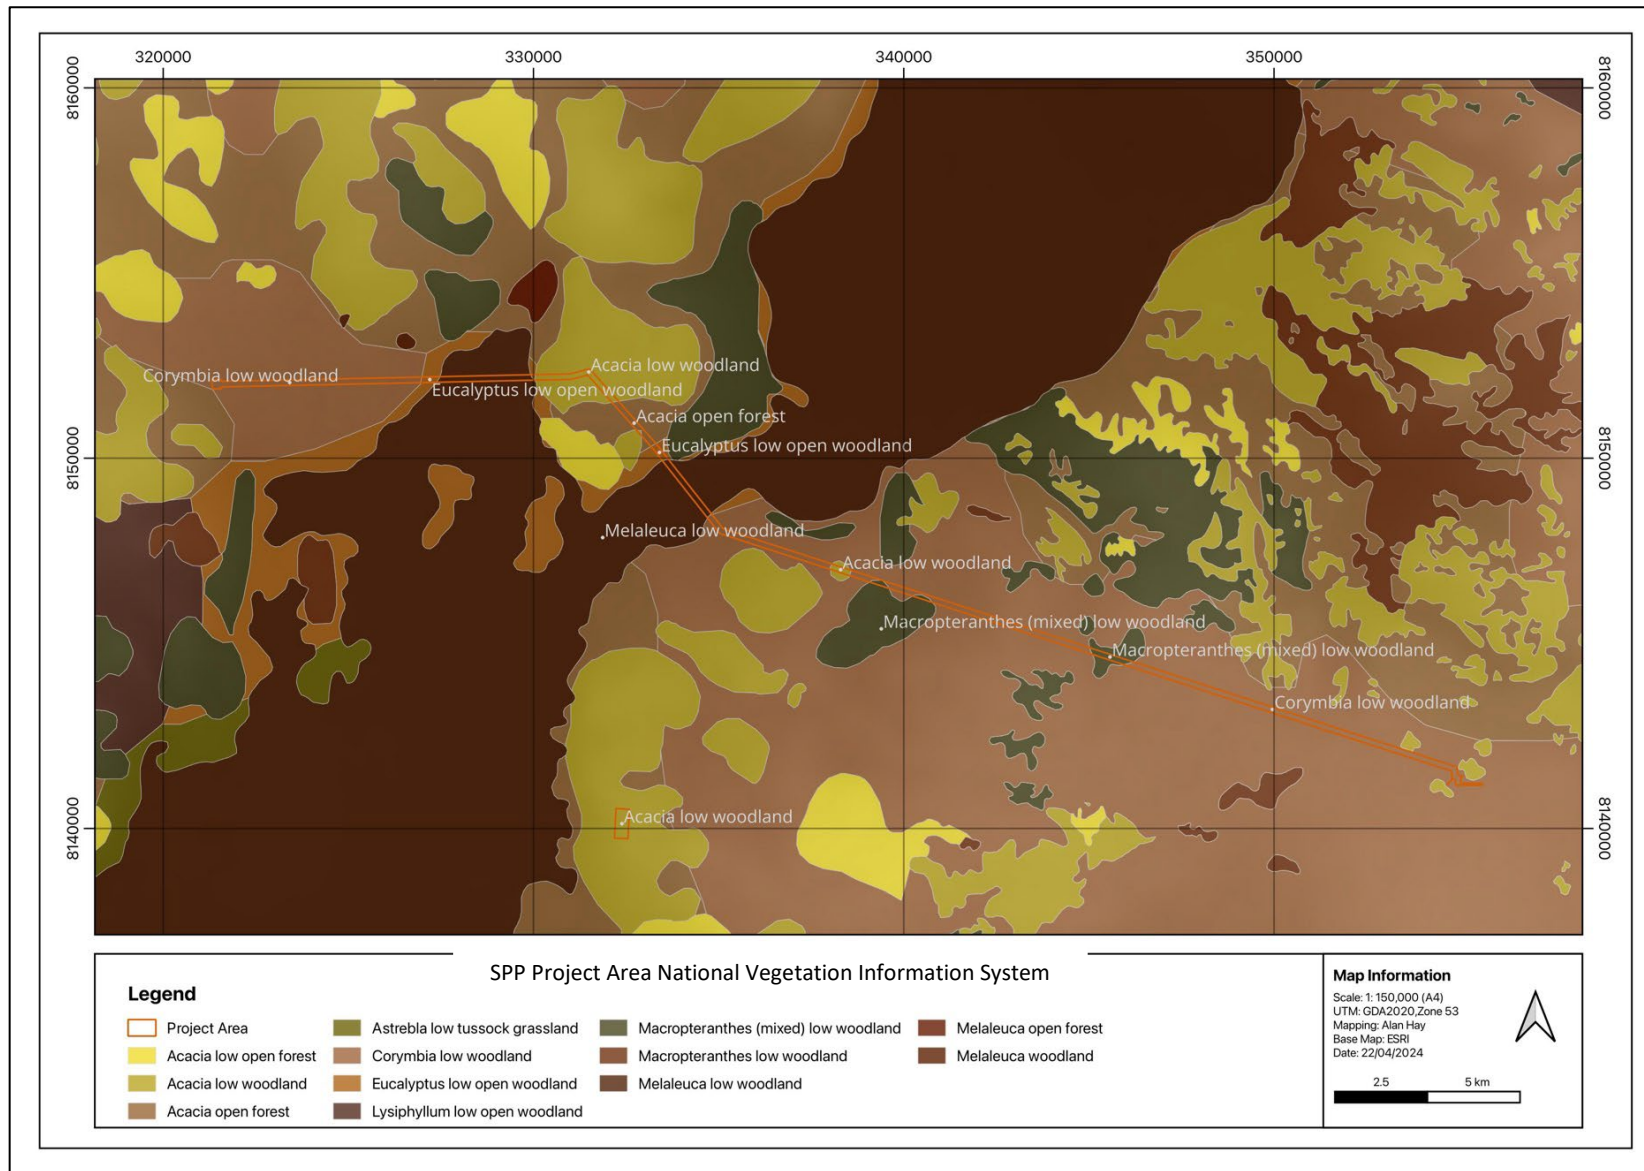 320000
330000
340000
350000
8160000
8160000
Acacia low woodland
Corymbia low woodland
Eucalyptus low open woodland
Acacia open forest
Eucalyptus low open woodland
8150000
8150000
Melaleuca low woodland
Acacia low woodland
Macropteranthes (mixed) low woodland
Macropteranthes (mixed) low woodland
Corymbia low woodland
Acacia low woodland
8140000
8140000
SPP Project Area National Vegetation Information System
Legend
Project Area
Acacia low open forest
Acacia low woodland
Acacia open forest
Astrebla low tussock grassland
Corymbia low woodland
Eucalyptus low open woodland
Lysiphyllum low open woodland
Macropteranthes (mixed) low woodland
Macropteranthes low woodland
Melaleuca low woodland
Melaleuca open forest
Melaleuca woodland
Map Information
Scale: 1: 150,000 (A4)
UTM: GDA2020,Zone 53
Mapping: Alan Hay
Base Map: ESRI
Date: 22/04/2024
2.5 5 km